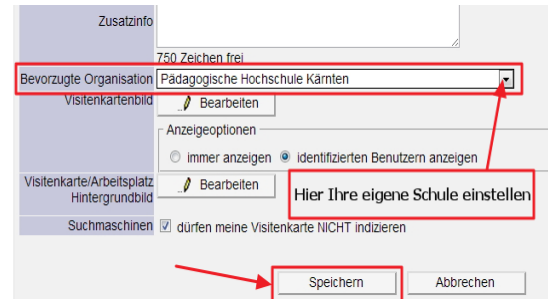 Zusatzinfo
750 Zeichen frei
Bevorzugte Organisation Pädagogische Hochschule Kärnten
Visitenkartenbild Bearbeiten
Anzeigeoptionen
immer anzeigen identifizierten Benutzern anzeigen
Visitenkarte/Arbeitsplatz Hintergrundbild Bearbeiten
Hier Ihre eigene Schule einstellen
Suchmaschinen dürfen meine Visitenkarte NICHT indizieren
Speichern Abbrechen